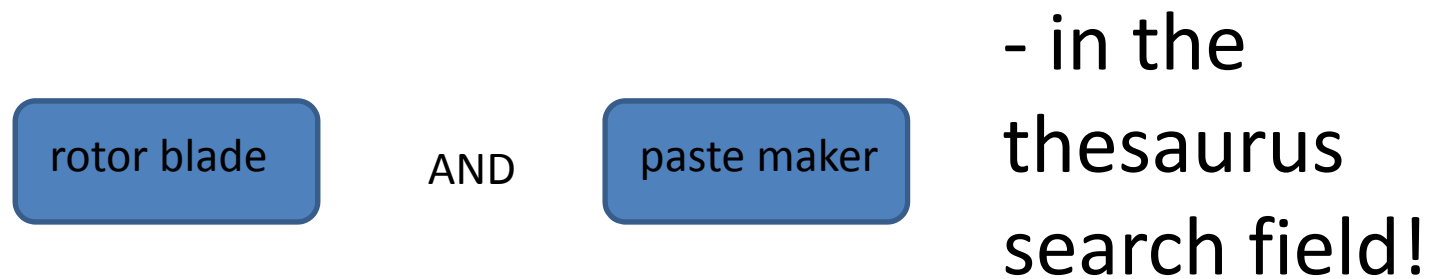 rotor blade
AND
paste maker
- in the
thesaurus
search field!